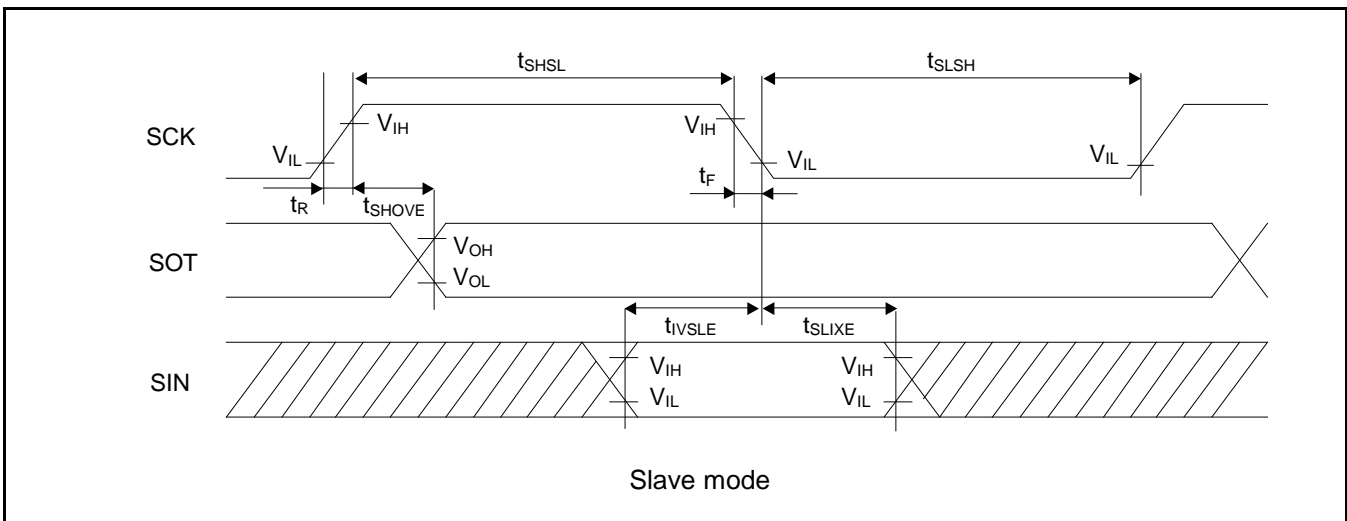 tSHSL
tSLSH
SCK
VIH
VIH
VIL
VIL
VIL
tF
tR
tSHOVE
SOT
VOH
VOL
tIVSLE
tSLIXE
SIN
VIH
VIH
VIL
VIL
Slave mode